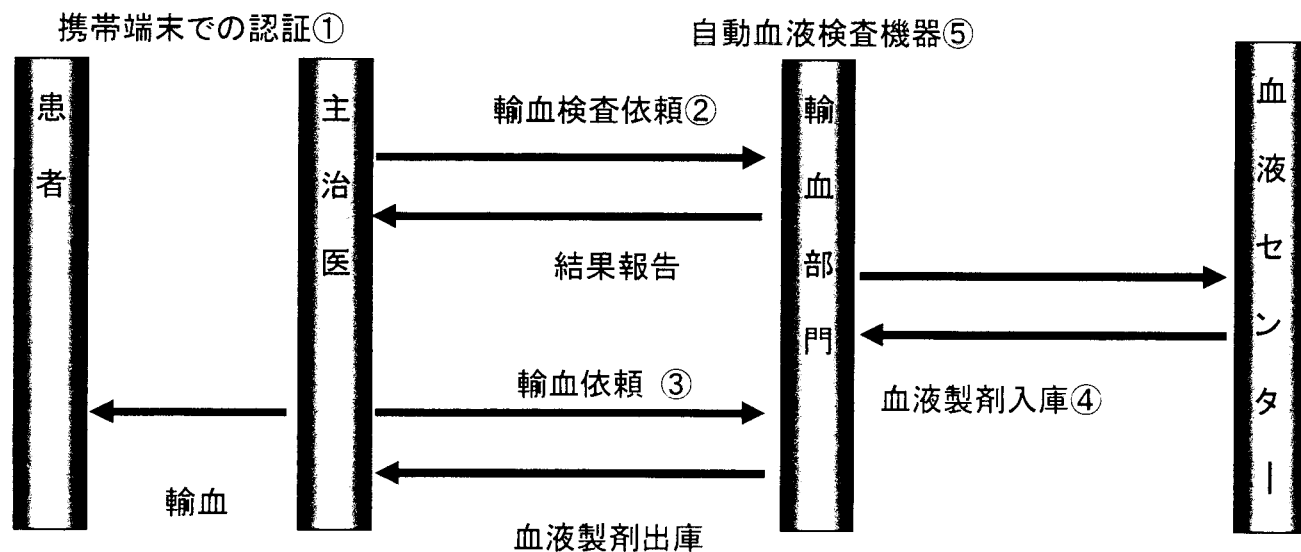 携帯端末での認証①
自動血液検査機器⑤
患者
主治医
輸血部門
血液センター
輸血検査依頼②
結果報告
輸血依頼 ③
血液製剤入庫④
輸血
血液製剤出庫